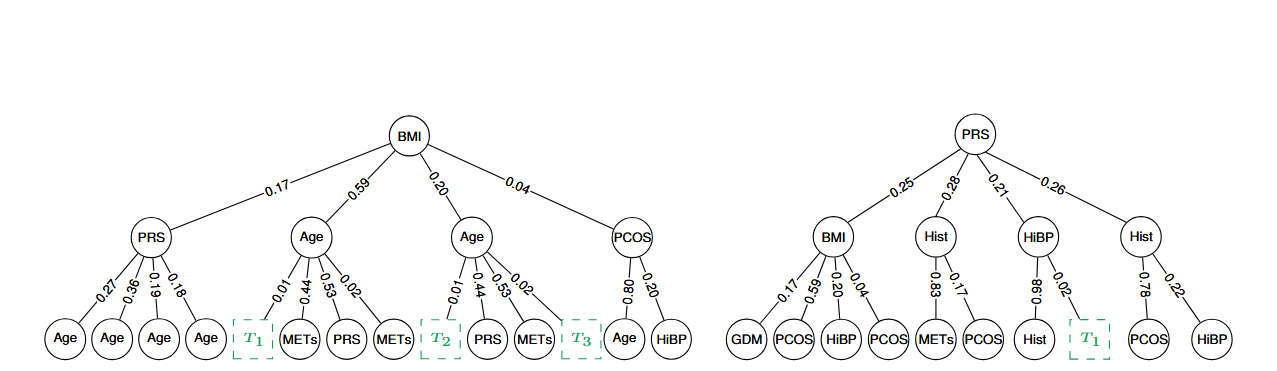 BMI
PRS
0.17
0.59
0.20
0.04
0.25
0.28
0.21
0.26
PRS
Age
Age
PCOS
BMI
Hist
HiBP
Hist
0.27
0.36
0.19
0.18
0.01
0.44
0.53
0.02
0.01
0.44
0.53
0.02
0.80
0.20
0.17
0.59
0.20
0.04
0.83
0.17
0.98
0.02
0.78
0.22
Age
Age
Age
Age
T1
METs
PRS
METs
T2
PRS
METs
T3
Age
HiBP
GDM
PCOS
HiBP
PCOS
METs
PCOS
Hist
T1
PCOS
HiBP